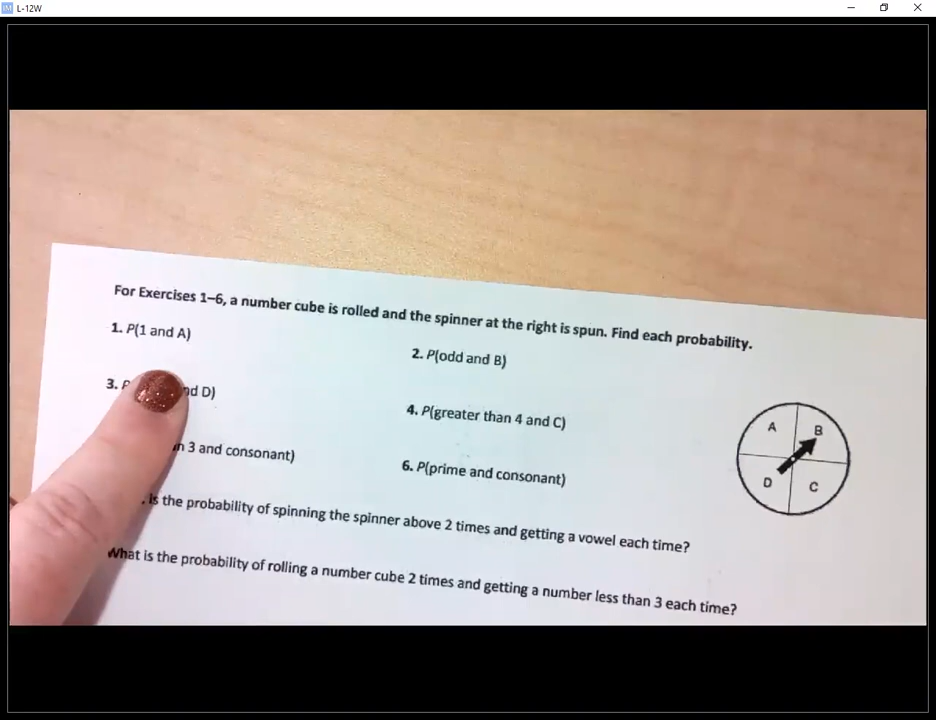 L-12W
For Exercises 1–6, a number cube is rolled and the spinner at the right is spun. Find each probability.
1. P(1 and A)
2. P(odd and B)
3. nd D)
4. P(greater than 4 and C)
3 and consonant)
6. P(prime and consonant)
A B
D C
is the probability of spinning the spinner above 2 times and getting a vowel each time?
What is the probability of rolling a number cube 2 times and getting a number less than 3 each time?